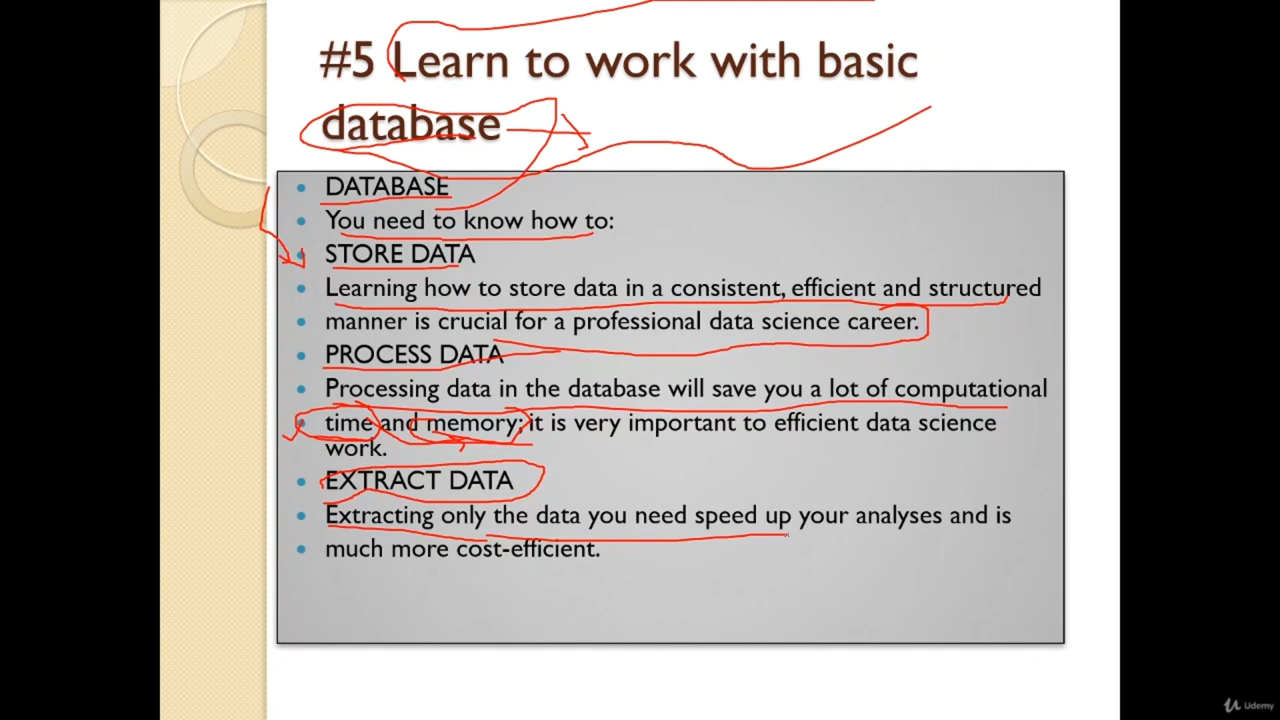 #5 Learn to work with basic
database
DATABASE
You need to know how to:
STORE DATA
Learning how to store data in a consistent, efficient and structured
manner is crucial for a professional data science career.
PROCESS DATA
Processing data in the database will save you a lot of computational
time and memory; it is very important to efficient data science
work.
EXTRACT DATA
Extracting only the data you need speed up your analyses and is
much more cost-efficient.
Udemy